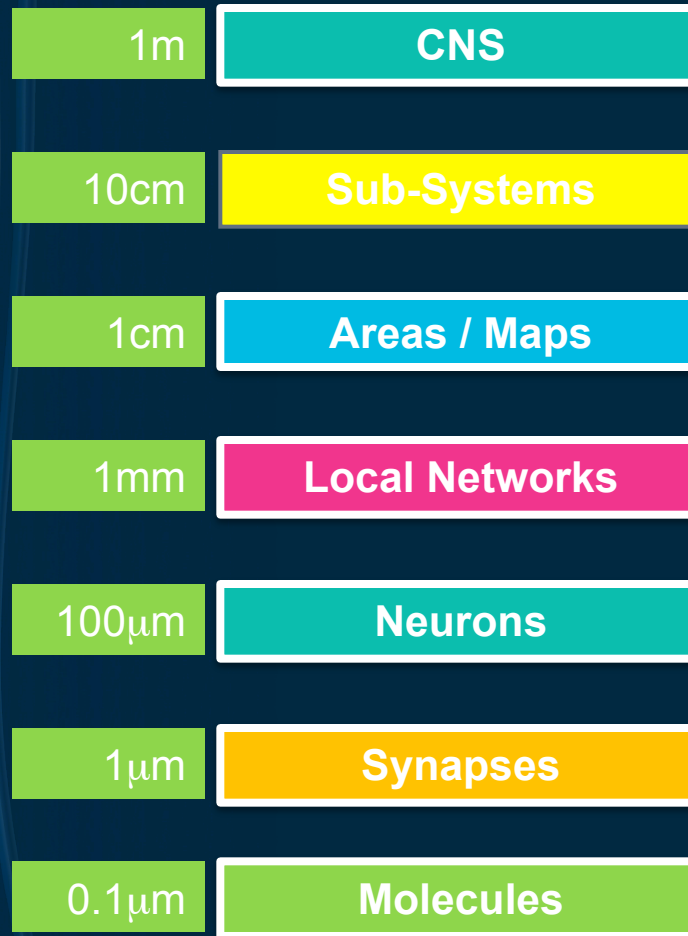 1m CNS
10cm Sub-Systems
1cm Areas / Maps
1mm Local Networks
100μm Neurons
1μm Synapses
0.1μm Molecules